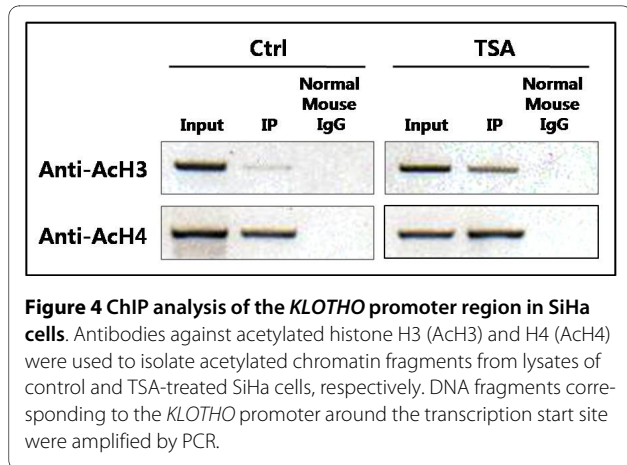 Ctrl TSA
Normal Normal
Mouse Mouse
Input IP IgG Input IP IgG
Anti-AcH3
Anti-AcH4
Figure 4 ChIP analysis of the KLOTHO promoter region in SiHa
cells. Antibodies against acetylated histone H3 (AcH3) and H4 (AcH4)
were used to isolate acetylated chromatin fragments from lysates of
control and TSA-treated SiHa cells, respectively. DNA fragments corre-
sponding to the KLOTHO promoter around the transcription start site
were amplified by PCR.